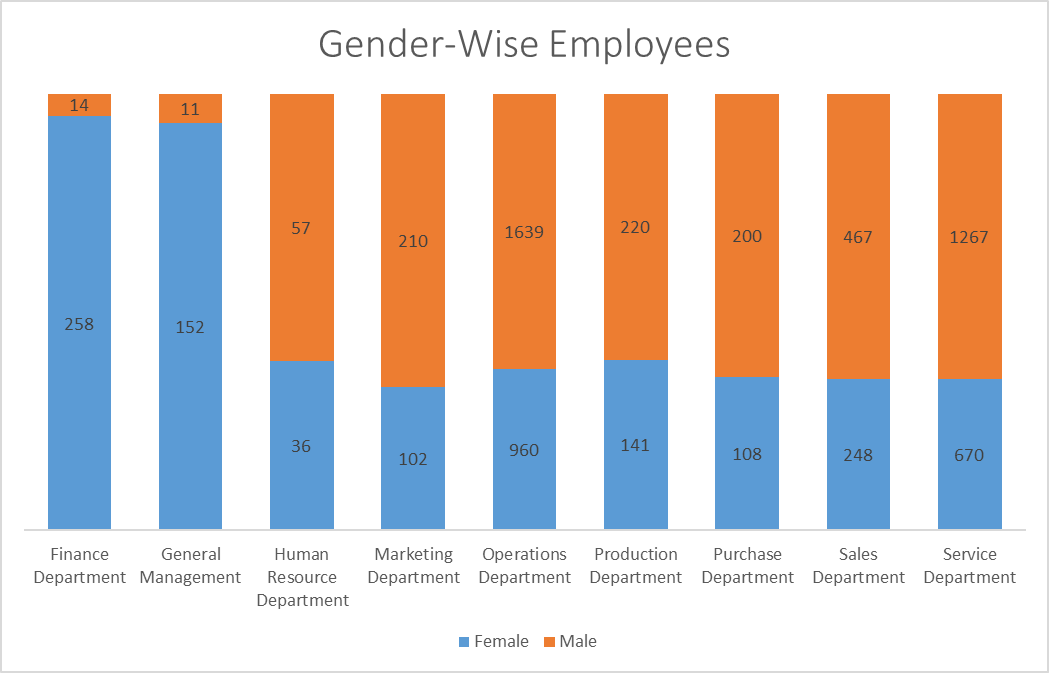 Gender-Wise Employees
14 11
57 210 1639 220 200 467 1267
258 152
36 102 960 141 108 248 670
Finance General Human Marketing Operations Production Purchase Sales Service
Department Management Resource Department Department Department Department Department Department
Department
Female Male